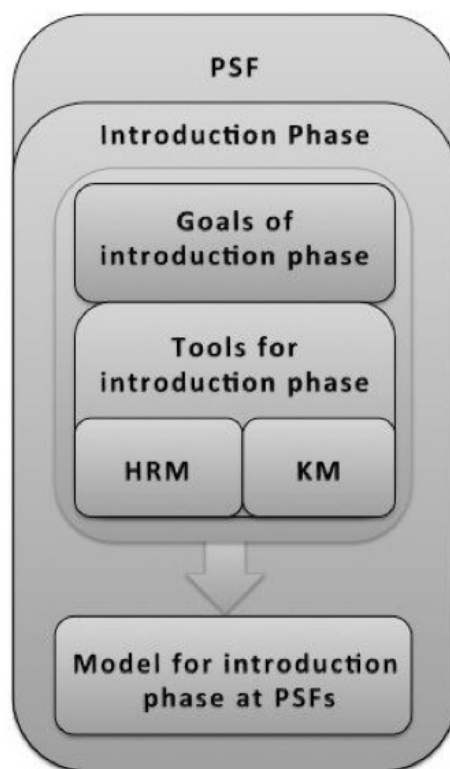 PSF
Introduction Phase
Goals of
introduction phase
Tools for
introduction phase
HRM
KM
Model for introduction
phase at PSFs